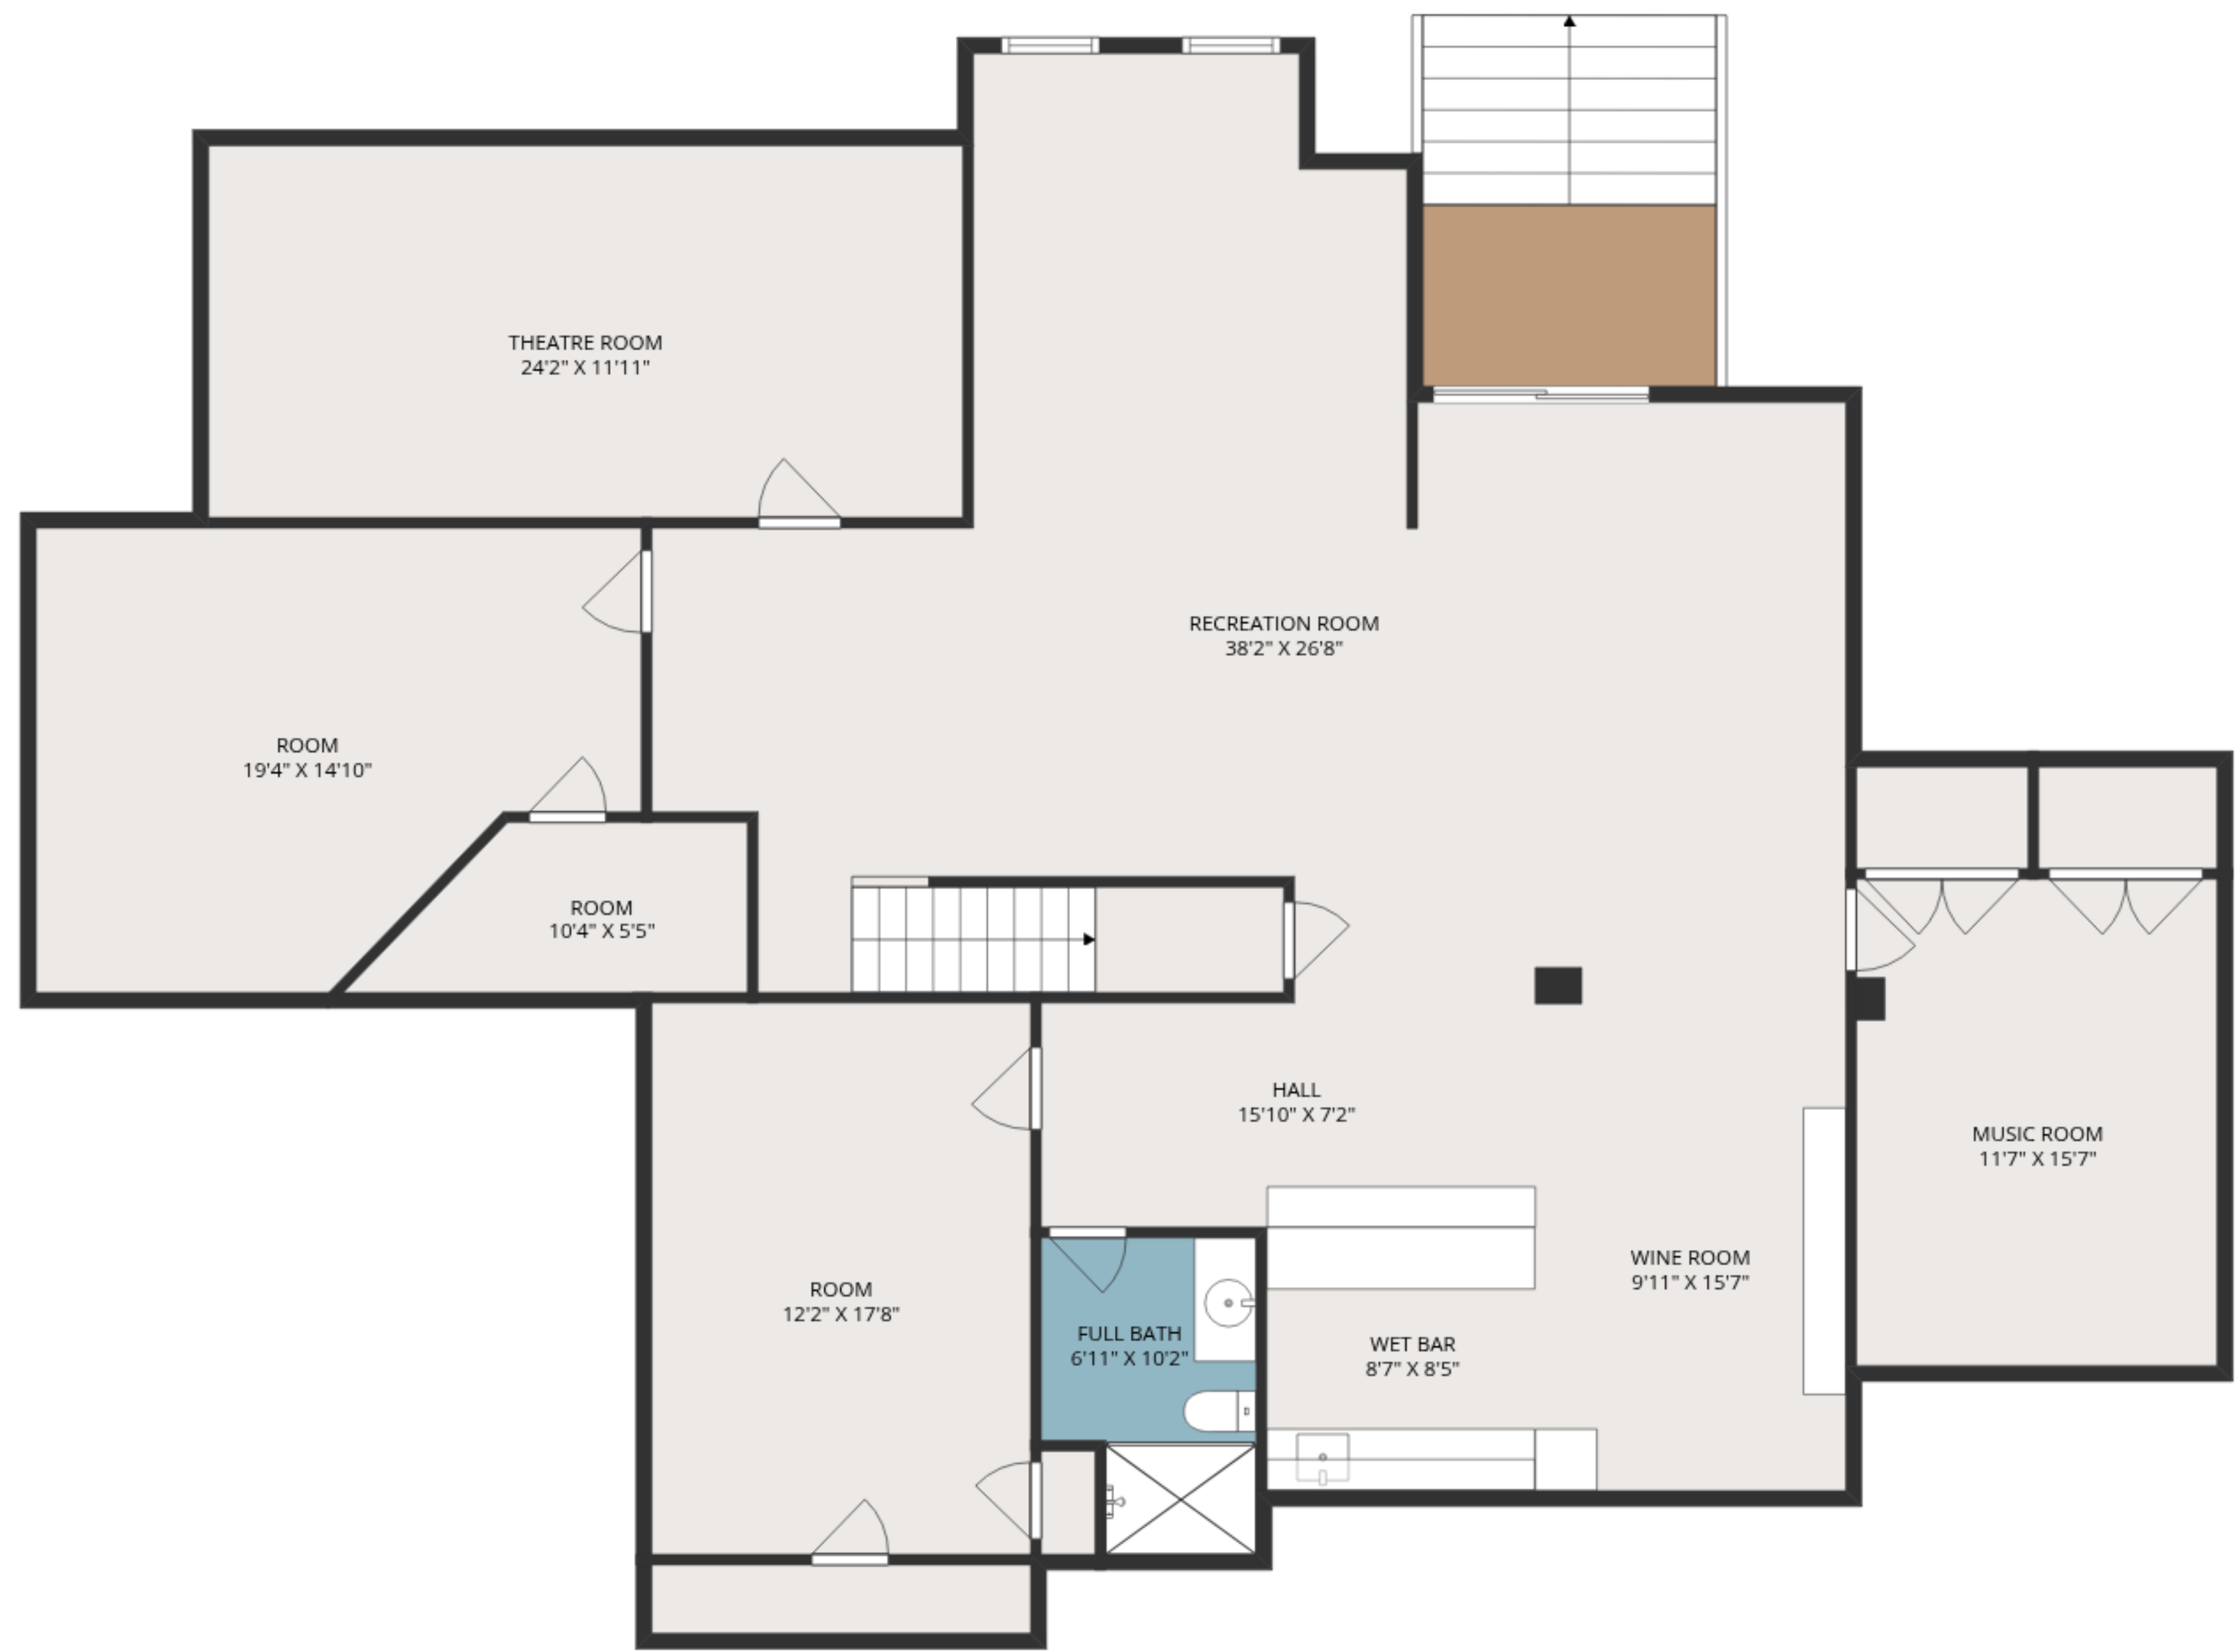 THEATRE ROOM
24'2" X 11'11"
RECREATION ROOM
38'2" X 26'8"
ROOM
19'4" X 14'10"
ROOM
10'4" X 5'5"
HALL
15'10" X 7'2"
MUSIC ROOM
11'7" X 15'7"
WINE ROOM
9'11" X 15'7"
ROOM
12'2" X 17'8"
FULL BATH
6'11" X 10'2"
WET BAR
8'7" X 8'5"